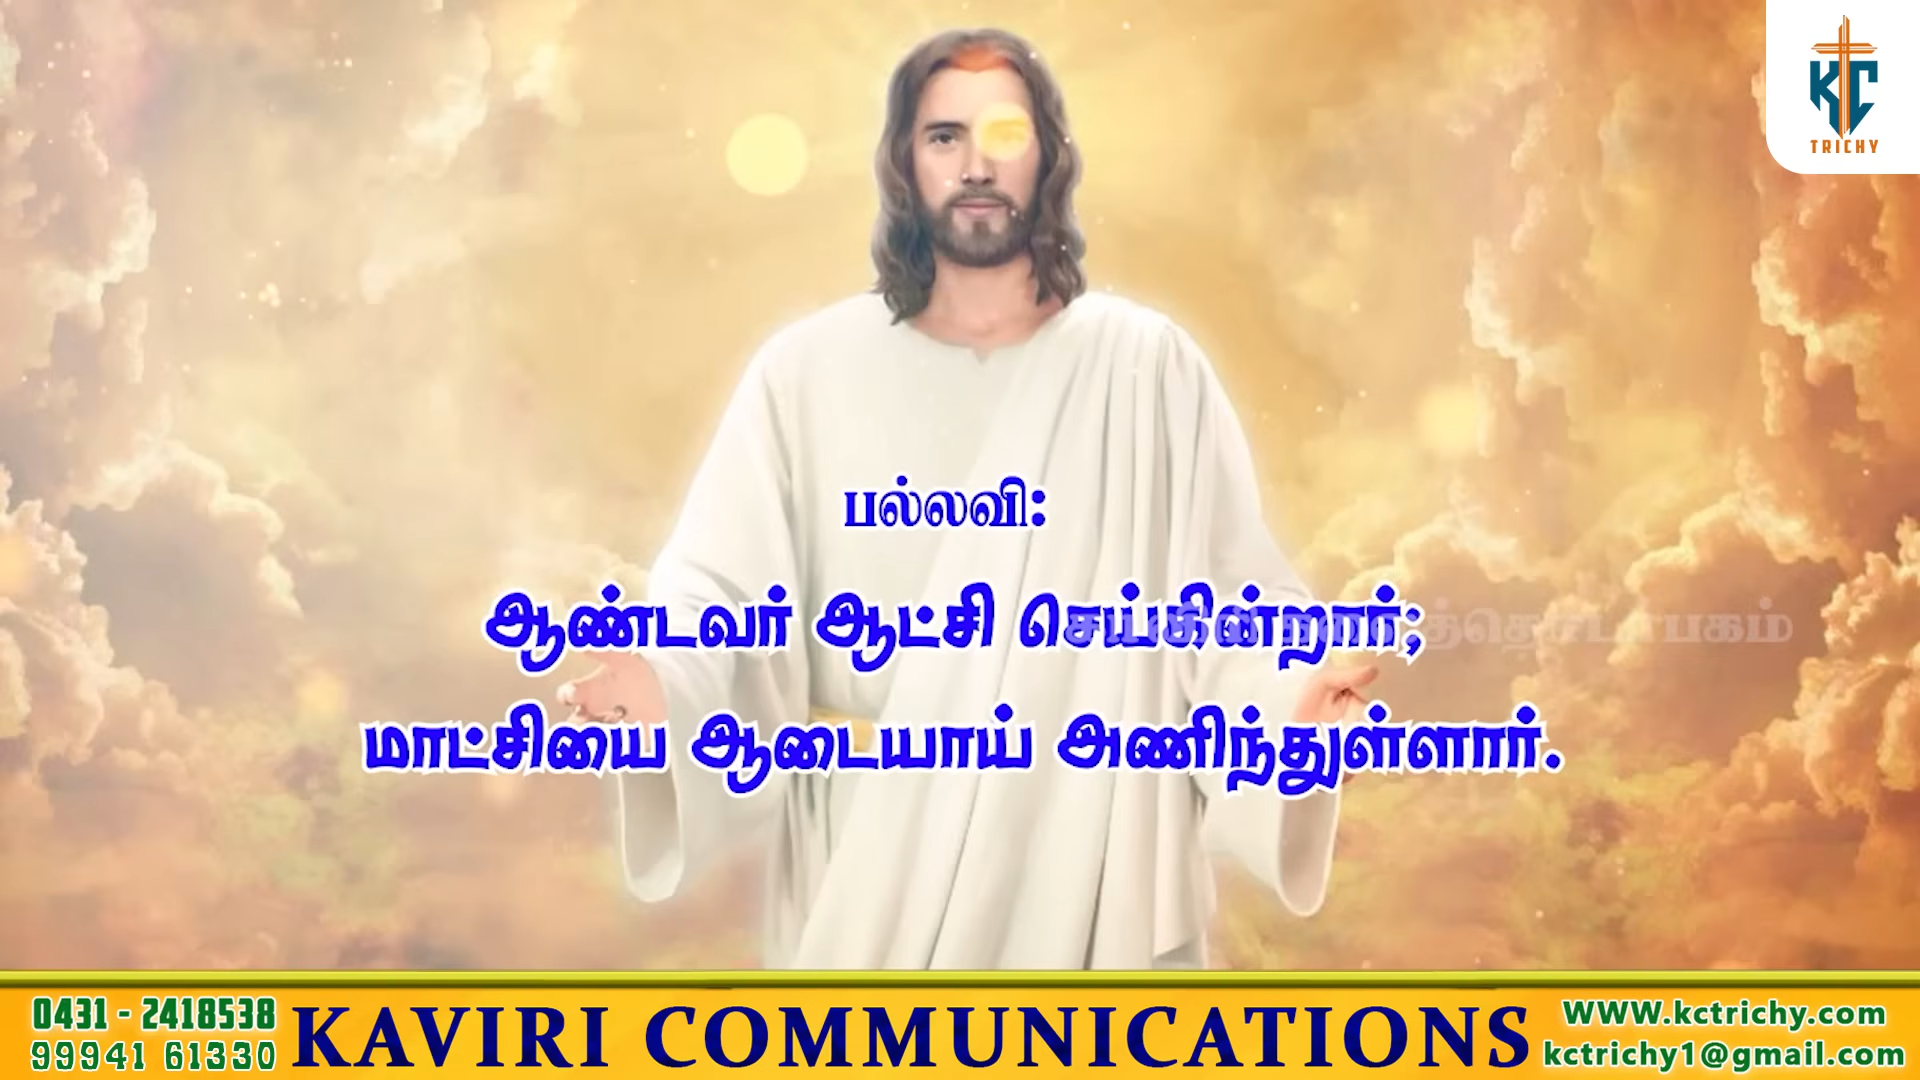 KC
TRICHY
பல்லவி:
ஆண்டவர் ஆட்சி செய்கின்றார்;
மாட்சியை ஆடையாய் அணிந்துள்ளார்.
0431 - 2418538
99941 61330
KAVIRI COMMUNICATIONS
www.kctrichy.com
kctrichy1@gmail.com